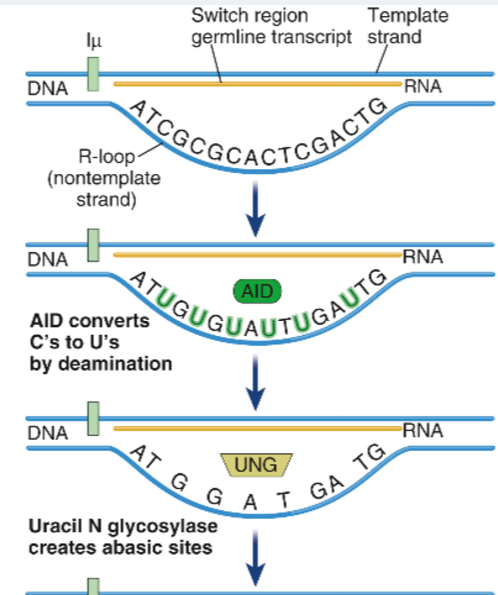 Switch region
germline transcript
Template
strand
Iμ
DNA
RNA
ATCGCGCACTCGACTG
R-loop
(nontemplate
strand)
DNA
RNA
AID
ATUGUGUAUTUGAUTG
AID converts
C's to U's
by deamination
DNA
RNA
UNG
AT G G A T GA TG
Uracil N glycosylase
creates abasic sites